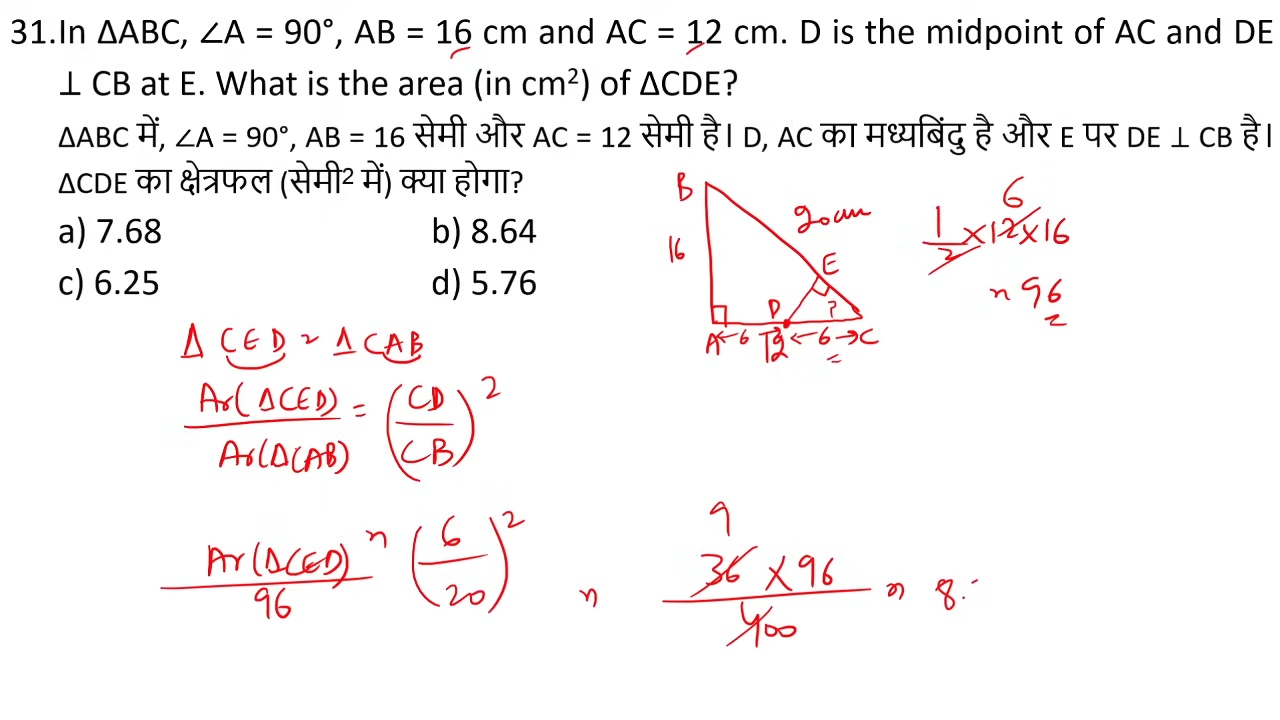 31.In ΔABC, ∠A = 90°, AB = 16 cm and AC = 12 cm. D is the midpoint of AC and DE
⊥ CB at E. What is the area (in cm²) of ΔCDE?
ΔABC में, ∠A = 90°, AB = 16 सेमी और AC = 12 सेमी है। D, AC का मध्यबिंदु है और E पर DE ⊥ CB है।
ΔCDE का क्षेत्रफल (सेमी² में) क्या होगा?
a) 7.68 b) 8.64
c) 6.25 d) 5.76
B
20cm
16
E
D
?
A 6 12 6 C
6
1/2 × 12 × 16
= 96
Δ CED ~ Δ CAB
Ar(ΔCED)/Ar(ΔCAB) = (CD/CB)²
Ar(ΔCED)/96 = (6/20)²
9
= 36 × 96/400 = 8.
4